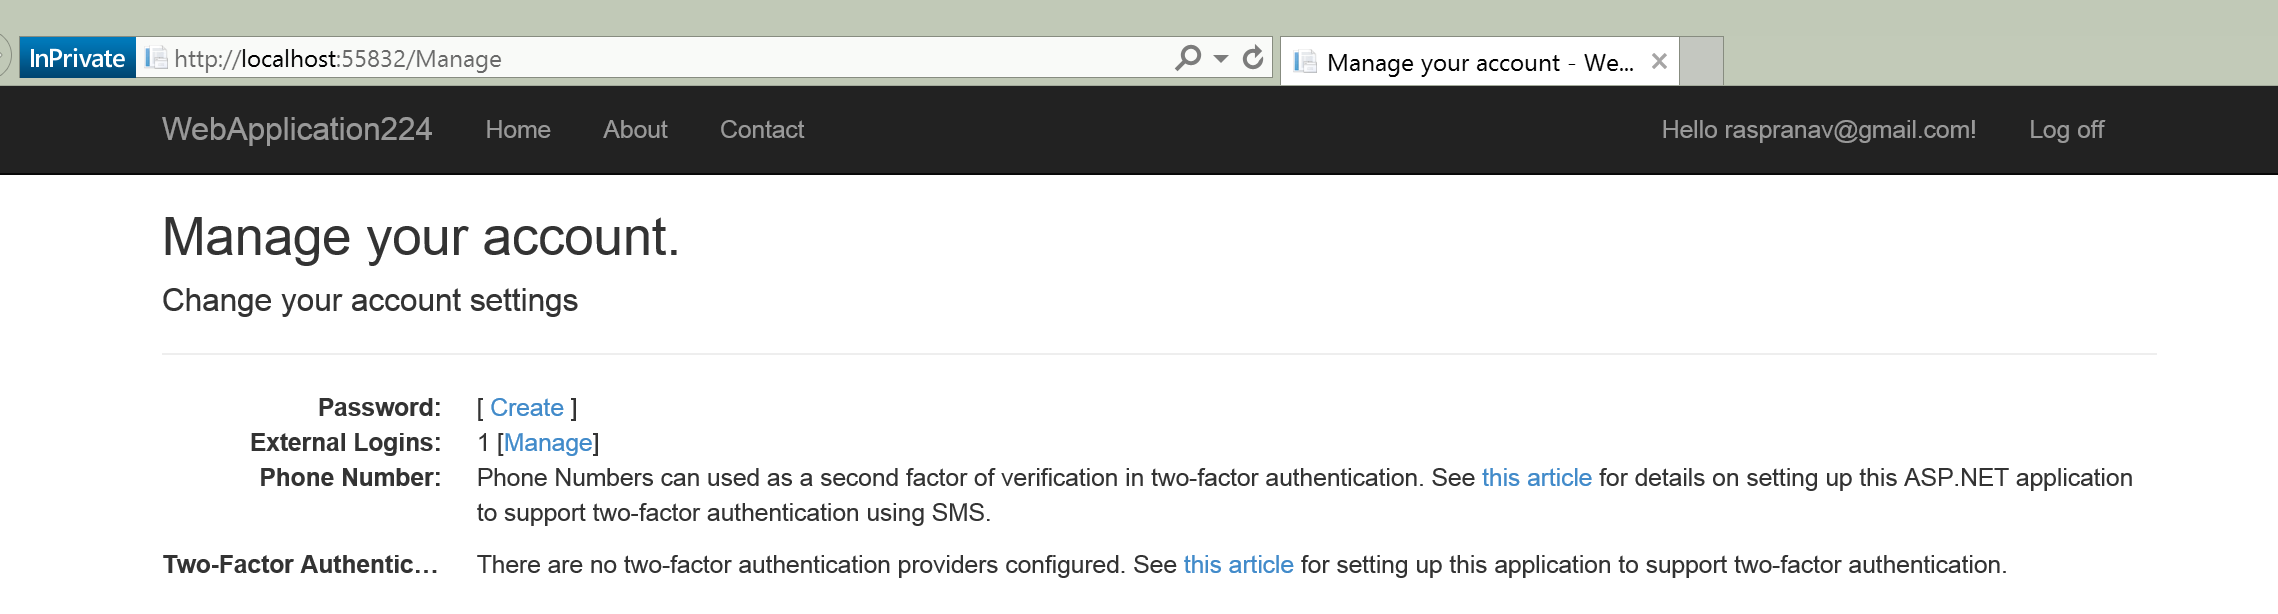 InPrivate http://localhost:55832/Manage Manage your account - We...
WebApplication224 Home About Contact Hello raspranav@gmail.com! Log off
Manage your account.
Change your account settings
Password: [ Create ]
External Logins: 1 [Manage]
Phone Number: Phone Numbers can used as a second factor of verification in two-factor authentication. See this article for details on setting up this ASP.NET application
to support two-factor authentication using SMS.
Two-Factor Authentic... There are no two-factor authentication providers configured. See this article for setting up this application to support two-factor authentication.